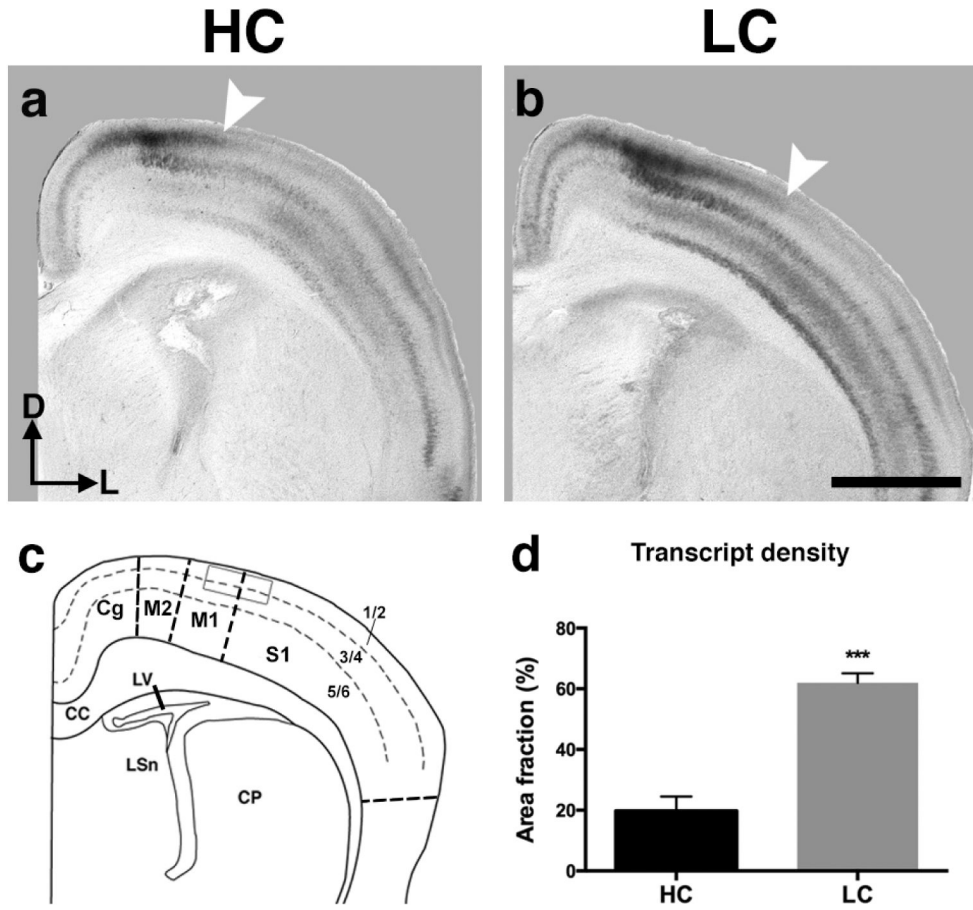 HC
LC
a
b
D
L
c
Cg
M2
M1
S1
1/2
3/4
5/6
LV
CC
LSn
CP
d
Transcript density
Area fraction (%)
80
60
40
20
0
***
HC
LC